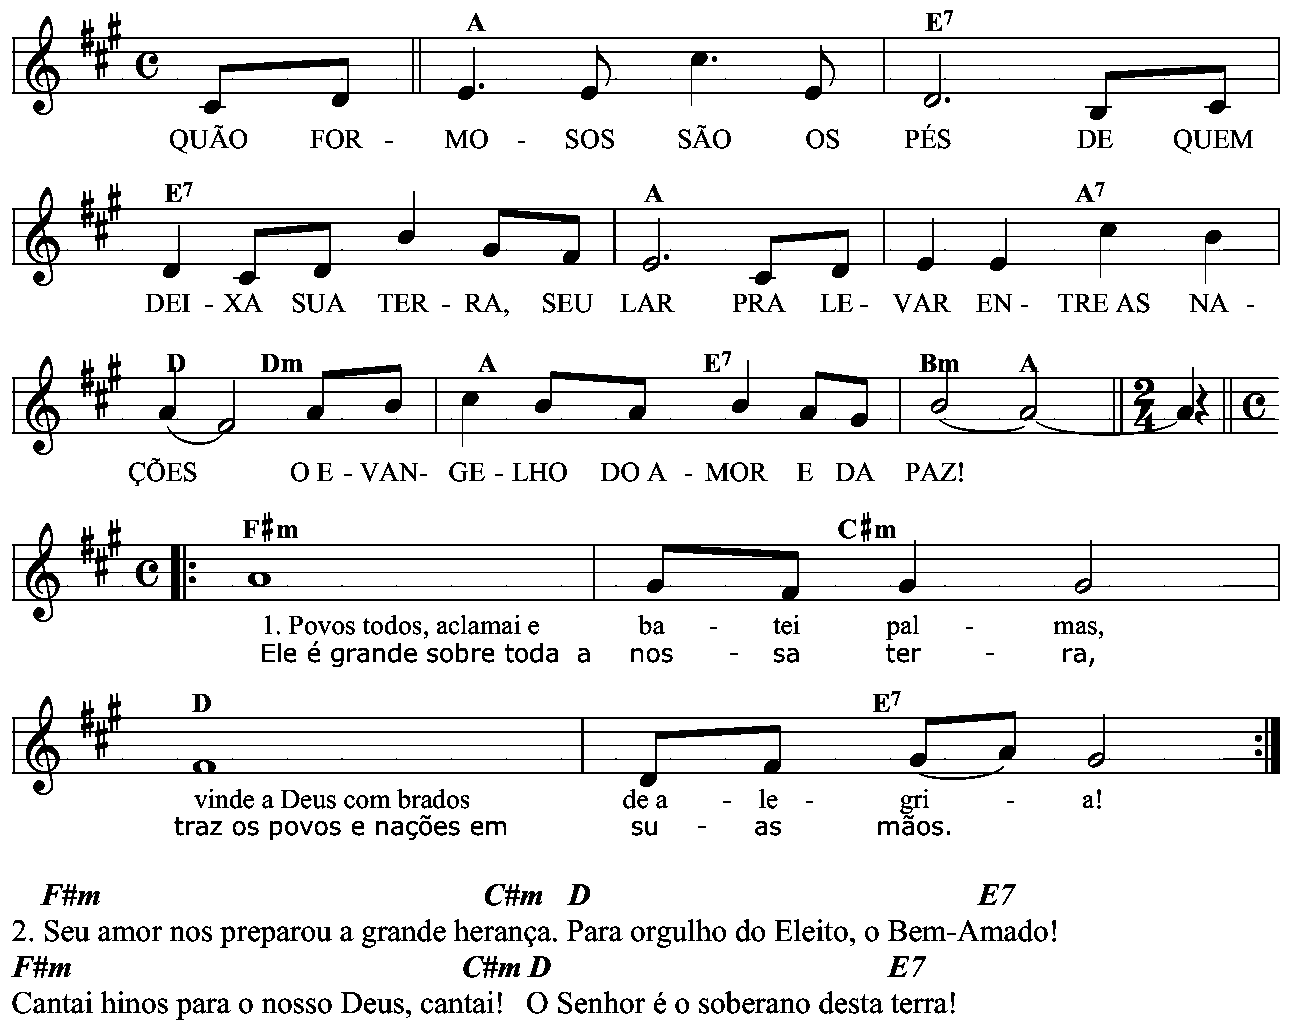 A E7
QUÃO FOR - MO - SOS SÃO OS PÉS DE QUEM
E7 A A7
DEI - XA SUA TER - RA, SEU LAR PRA LE - VAR EN - TRE AS NA -
D Dm A E7 Bm A
2
4
ÇÕES O E - VAN - GE - LHO DO A - MOR E DA PAZ!
F#m C#m
1. Povos todos, aclamai e ba - tei pal - mas,
Ele é grande sobre toda a nos - sa ter - ra,
D E7
vinde a Deus com brados de a - le - gri - a!
traz os povos e nações em su - as mãos.
F#m C#m D E7
2. Seu amor nos preparou a grande herança. Para orgulho do Eleito, o Bem-Amado!
F#m C#m D E7
Cantai hinos para o nosso Deus, cantai! O Senhor é o soberano desta terra!